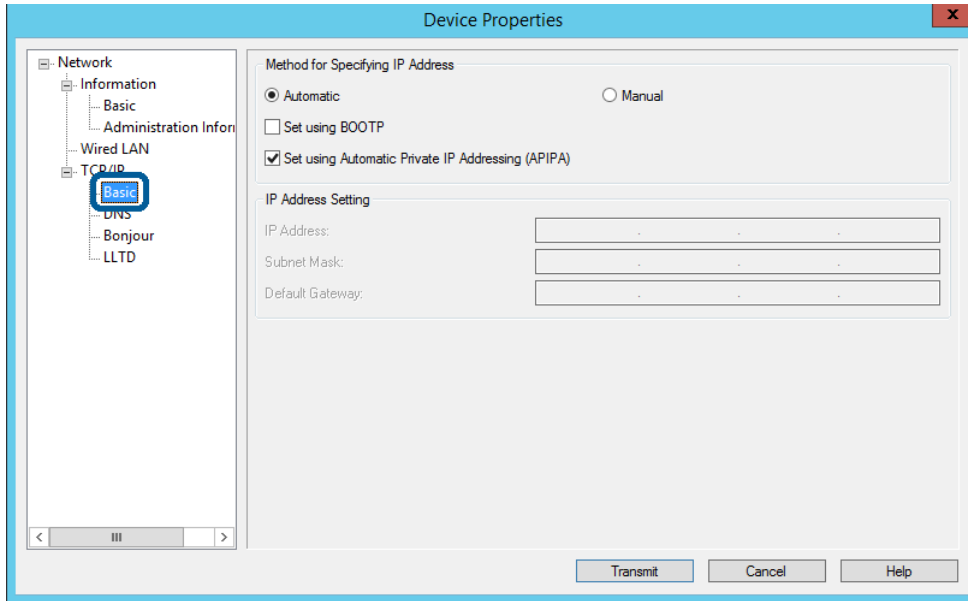 Device Properties
x
Network
Information
Basic
Administration Infor
Wired LAN
TCP/IP
Basic
DNS
Bonjour
LLTD
Method for Specifying IP Address
Automatic
Manual
Set using BOOTP
Set using Automatic Private IP Addressing (APIPA)
IP Address Setting
IP Address:
Subnet Mask:
Default Gateway:
Transmit
Cancel
Help